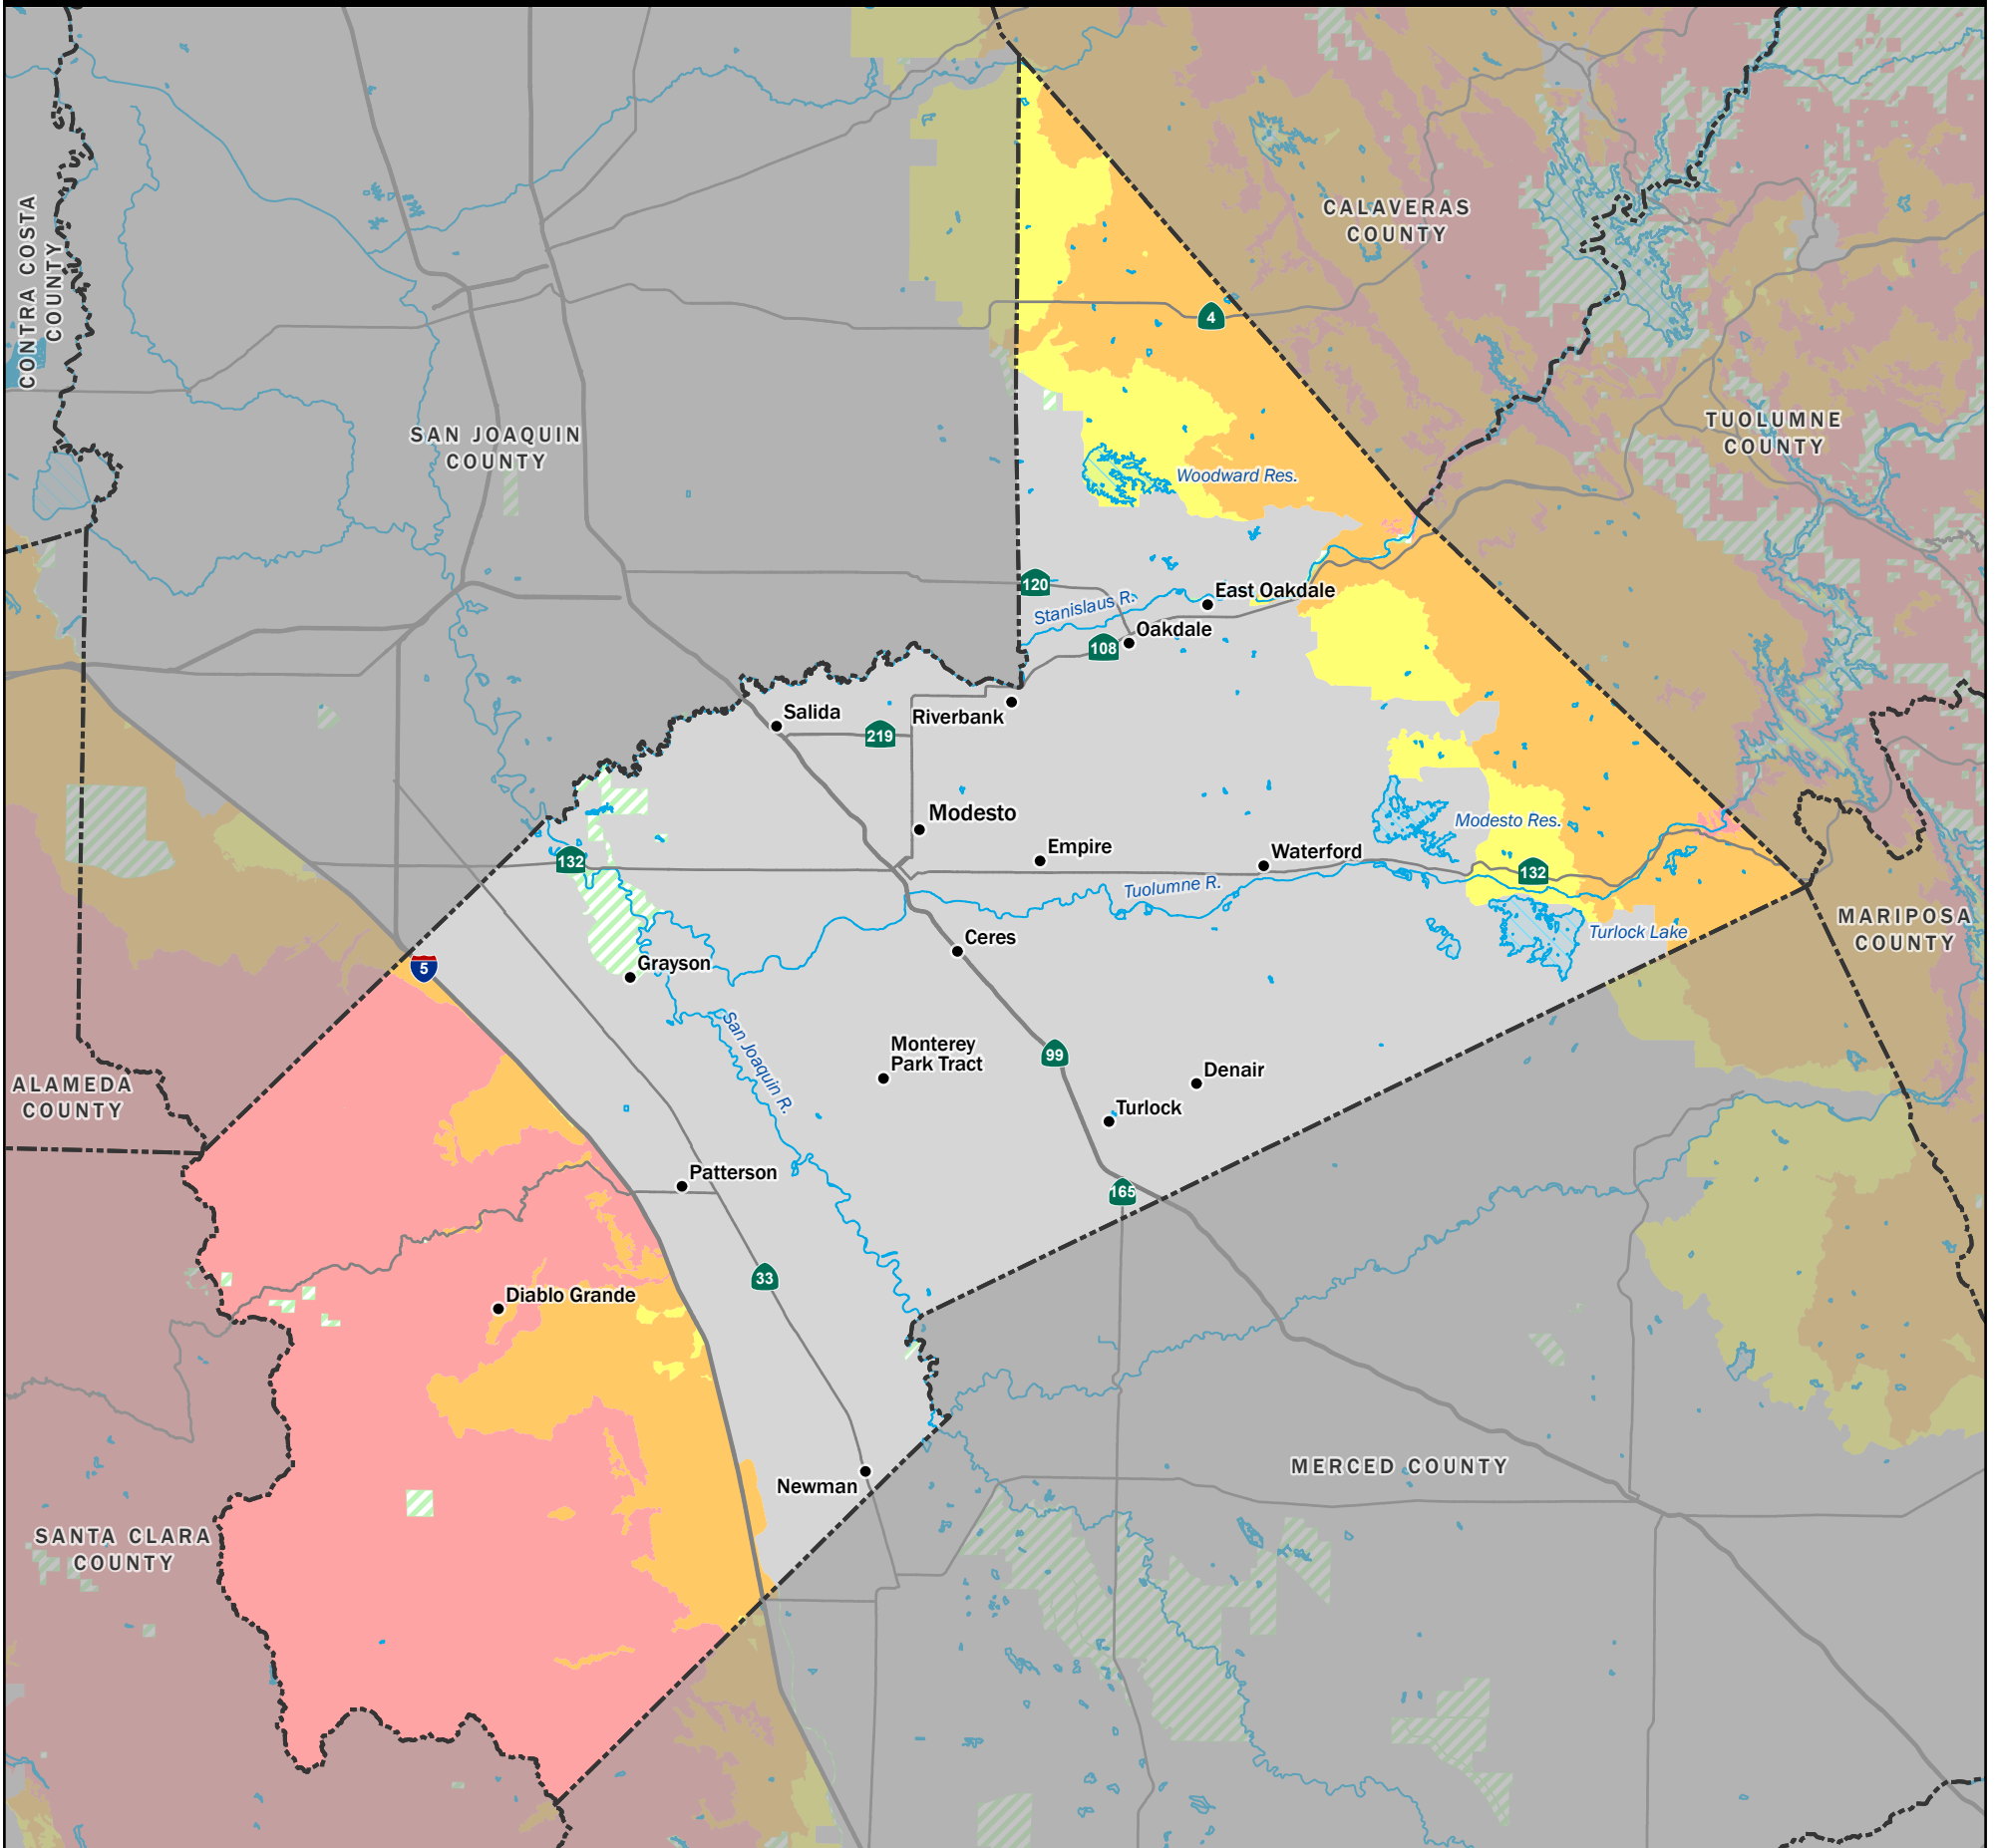 CONTRA COSTA
COUNTY
CALAVERAS
COUNTY
4
SAN JOAQUIN
COUNTY
TUOLUMNE
COUNTY
Woodward Res.
120
Stanislaus R.
East Oakdale
108
Oakdale
Salida
Riverbank
219
Modesto
Modesto Res.
Empire
Waterford
132
132
Tuolumne R.
MARIPOSA
COUNTY
Ceres
Turlock Lake
5
Grayson
San Joaquin R.
Monterey
Park Tract
99
Denair
ALAMEDA
COUNTY
Turlock
Patterson
165
33
Diablo Grande
MERCED COUNTY
Newman
SANTA CLARA
COUNTY